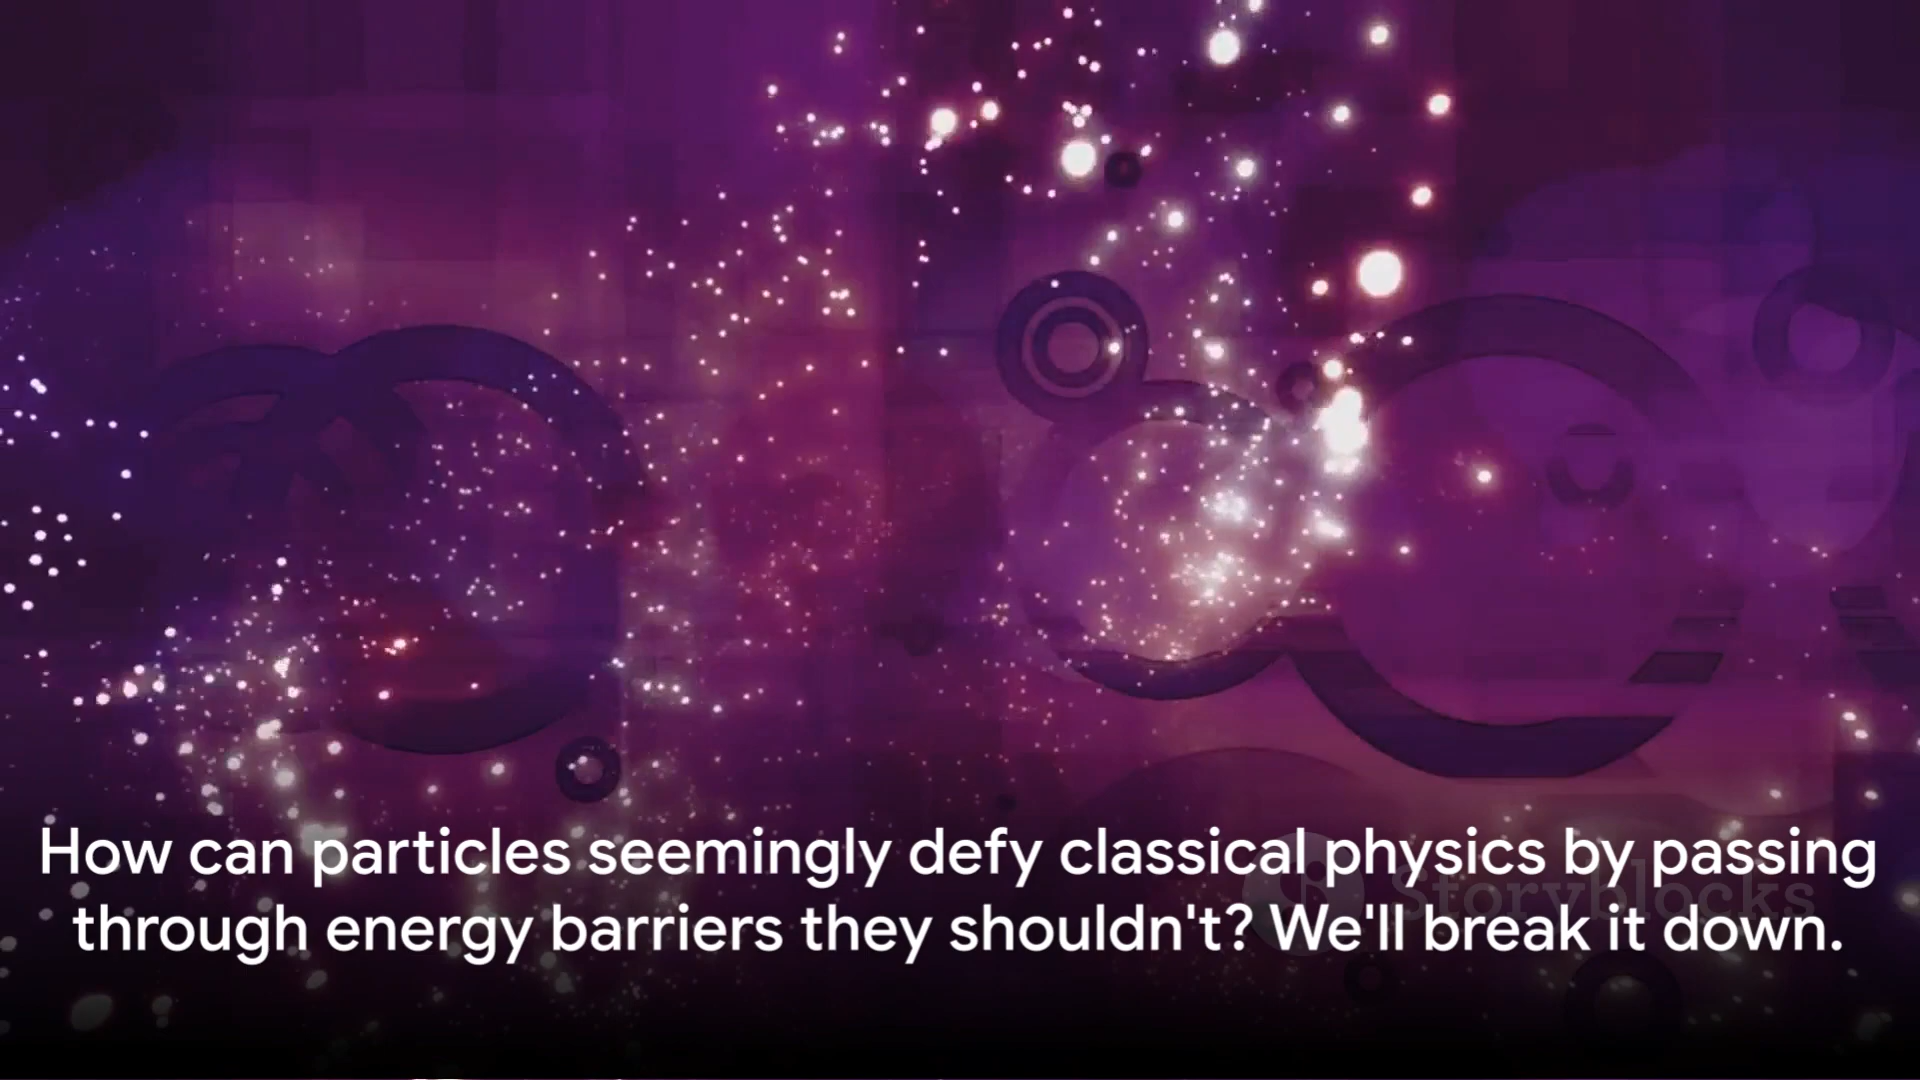 How can particles seemingly defy classical physics by passing
through energy barriers they shouldn't? We'll break it down.
Storyblocks